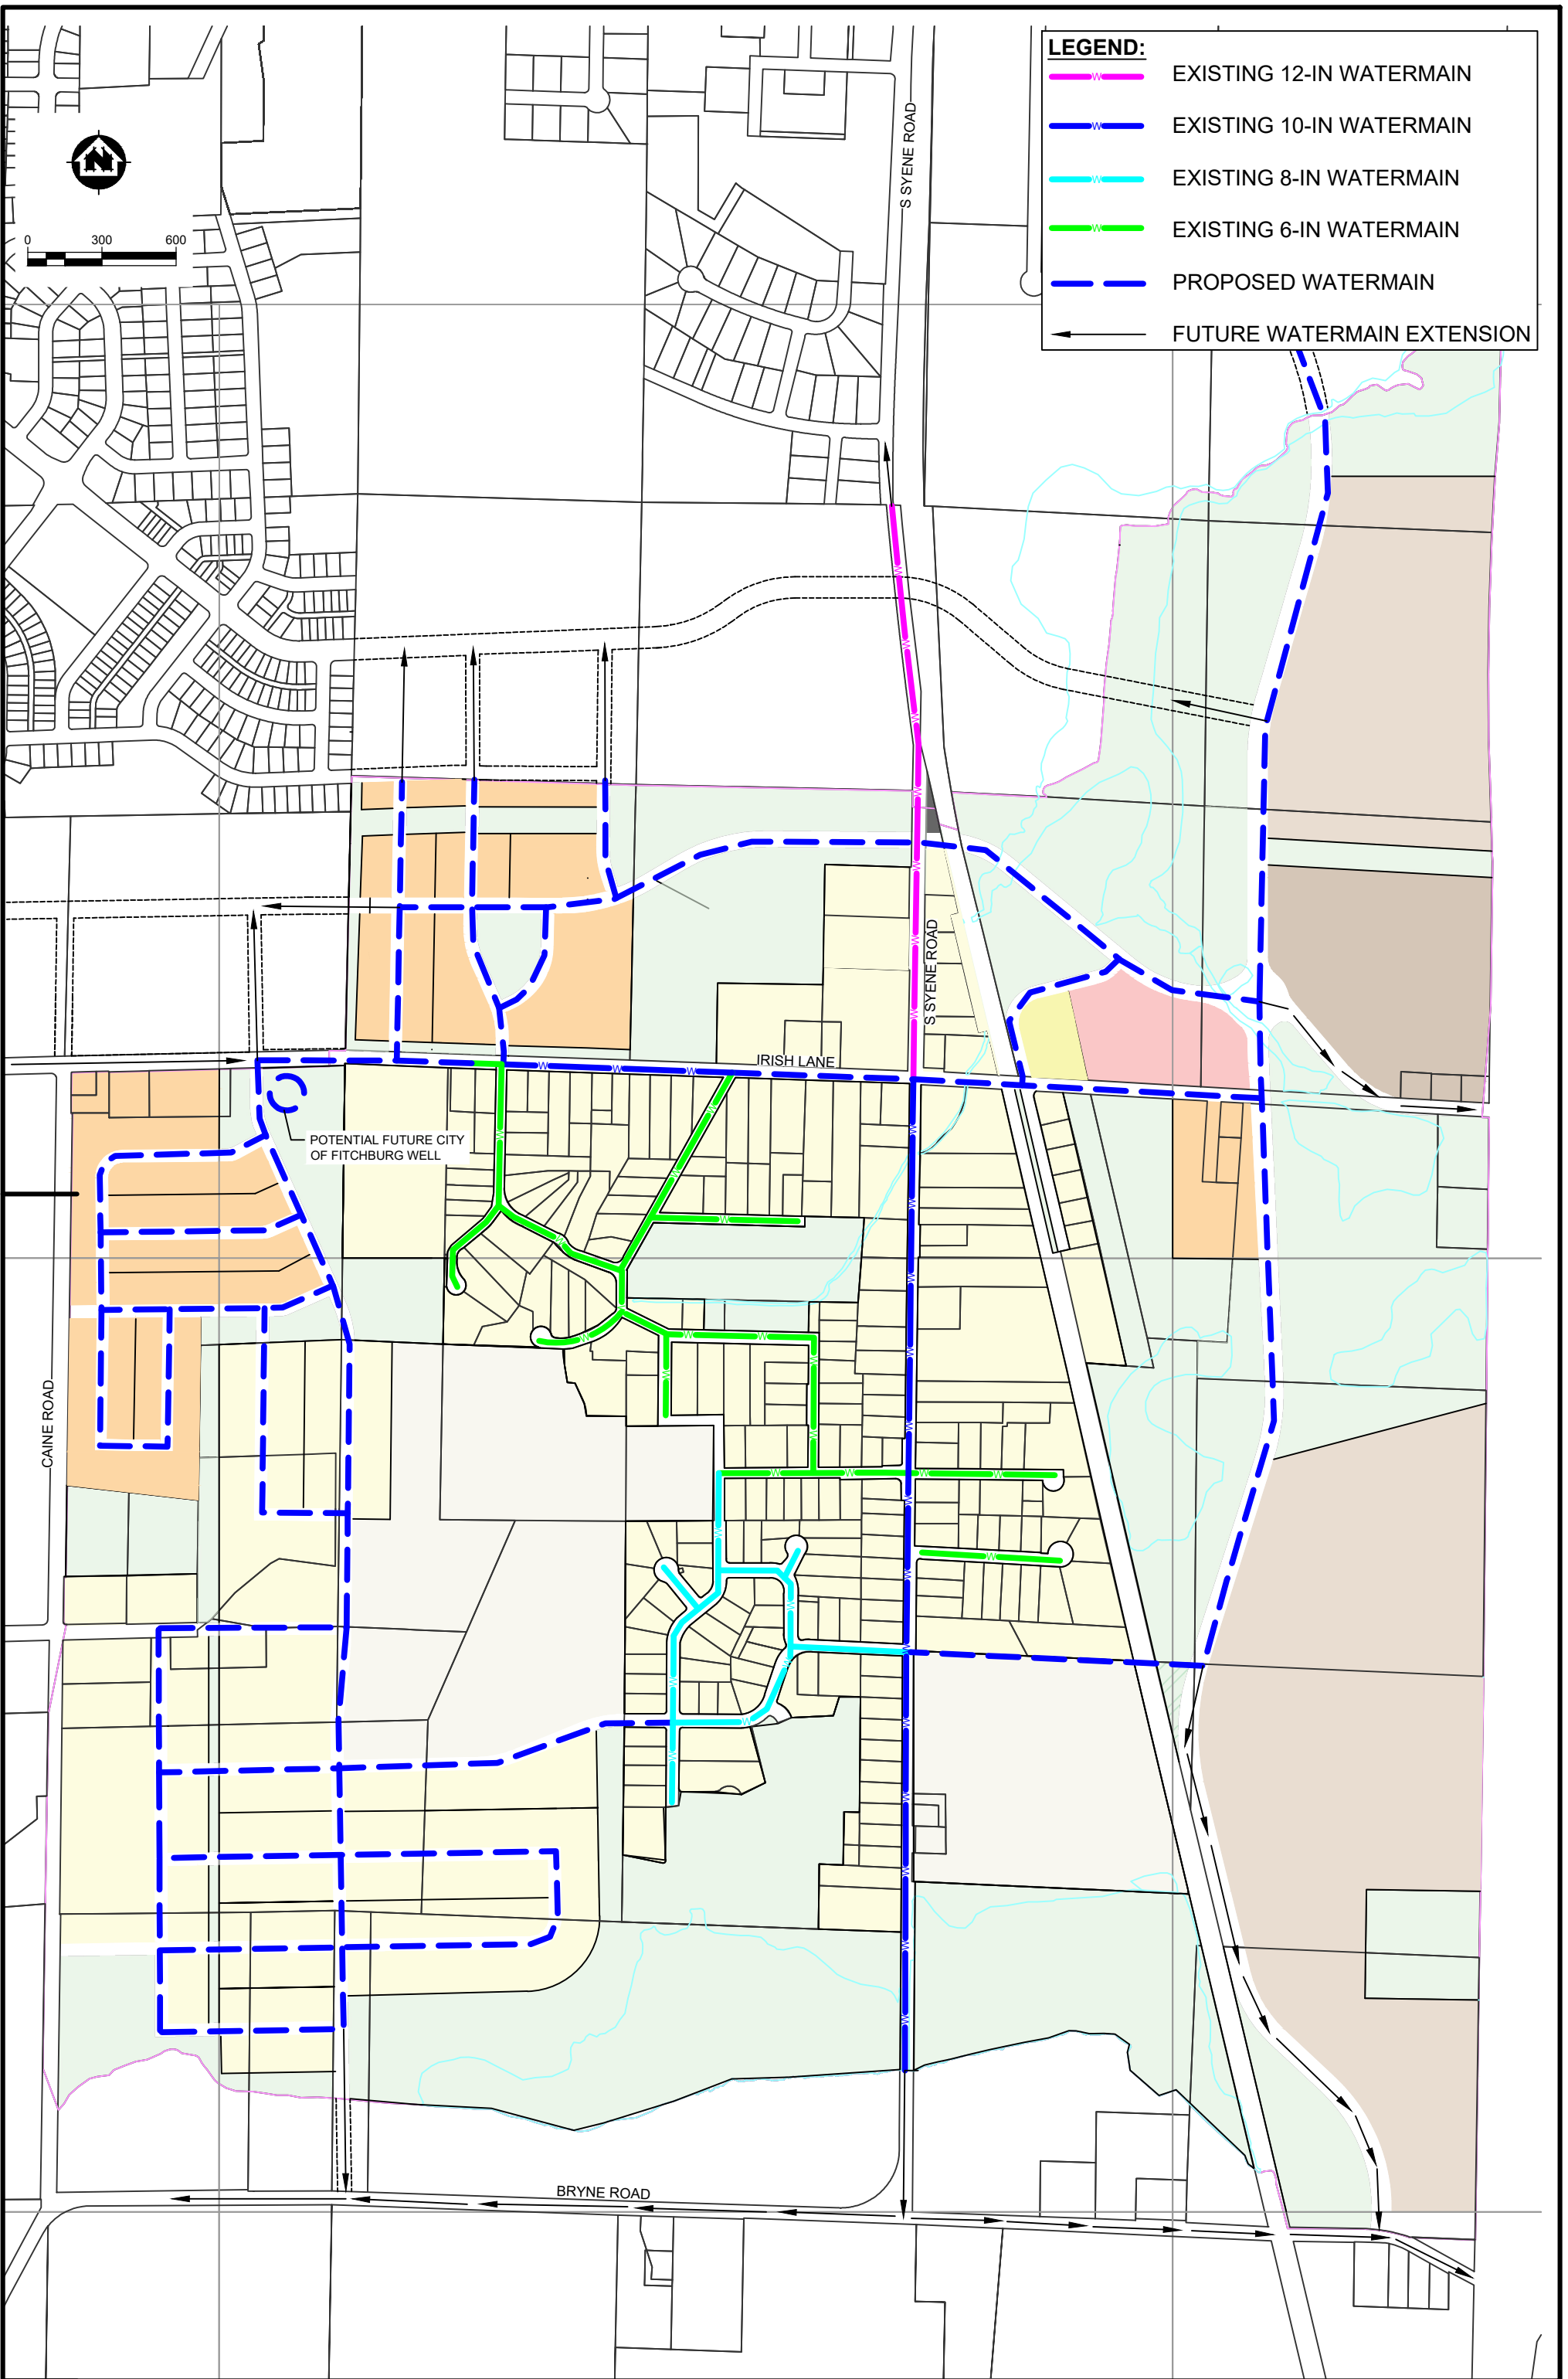 LEGEND:
EXISTING 12-IN WATERMAIN
EXISTING 10-IN WATERMAIN
EXISTING 8-IN WATERMAIN
EXISTING 6-IN WATERMAIN
PROPOSED WATERMAIN
FUTURE WATERMAIN EXTENSION
N
0 300 600
S SYENE ROAD
S SYENE ROAD
IRISH LANE
POTENTIAL FUTURE CITY
OF FITCHBURG WELL
CAINE ROAD
BRYNE ROAD